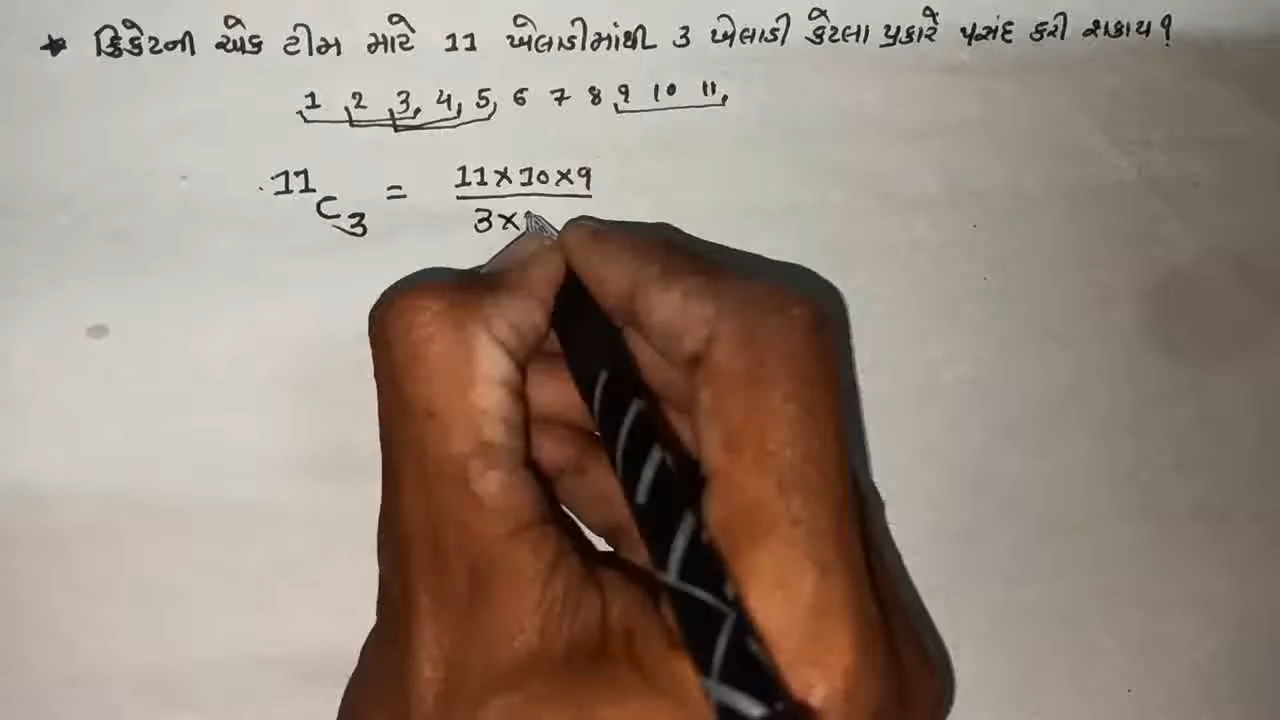 * ક્રિકેટની એક ટીમ માટે 11 ખેલાડીમાંથી 3 ખેલાડી કેટલા પ્રકારે પસંદ કરી શકાય ?
1 2 3 4 5 6 7 8 9 10 11
11C3 = 11×10×9
3×